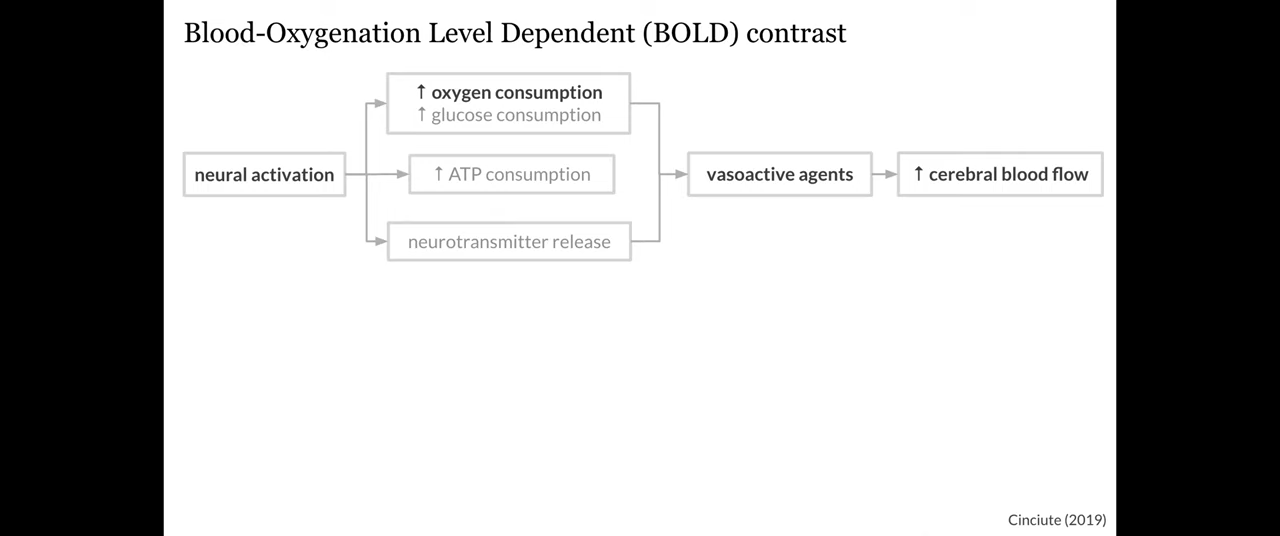 Blood-Oxygenation Level Dependent (BOLD) contrast
↑ oxygen consumption
↑ glucose consumption
neural activation
↑ ATP consumption
vasoactive agents
↑ cerebral blood flow
neurotransmitter release
Cinciute (2019)